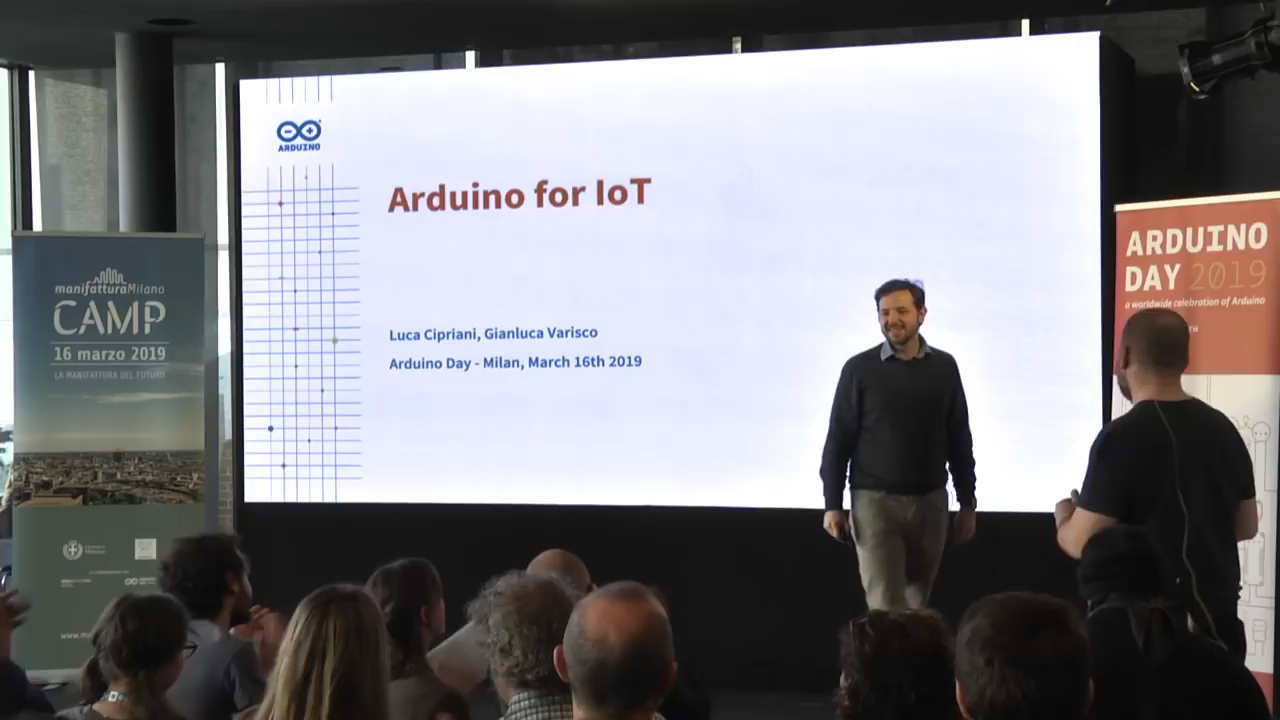 ARDUINO
Arduino for IoT
Luca Cipriani, Gianluca Varisco
Arduino Day - Milan, March 16th 2019
manifatturaMilano
CAMP
16 marzo 2019
LA MANIFATTURA DEL FUTURO
ARDUINO
DAY 2019
a worldwide celebration of Arduino